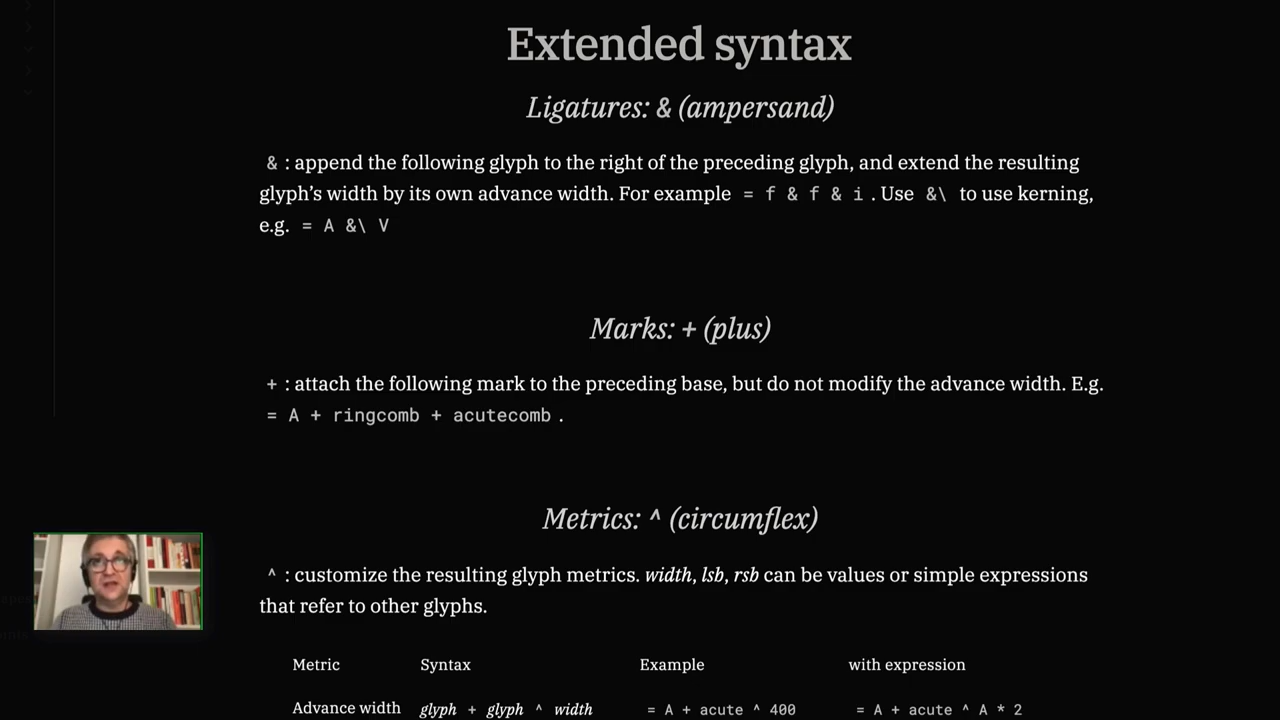 Extended syntax
Ligatures: & (ampersand)
& : append the following glyph to the right of the preceding glyph, and extend the resulting
glyph’s width by its own advance width. For example = f & f & i . Use &\ to use kerning,
e.g. = A &\ V
Marks: + (plus)
+ : attach the following mark to the preceding base, but do not modify the advance width. E.g.
= A + ringcomb + acutecomb .
Metrics: ^ (circumflex)
^ : customize the resulting glyph metrics. width, lsb, rsb can be values or simple expressions
that refer to other glyphs.
Metric Syntax Example with expression
Advance width glyph + glyph ^ width = A + acute ^ 400 = A + acute ^ A * 2